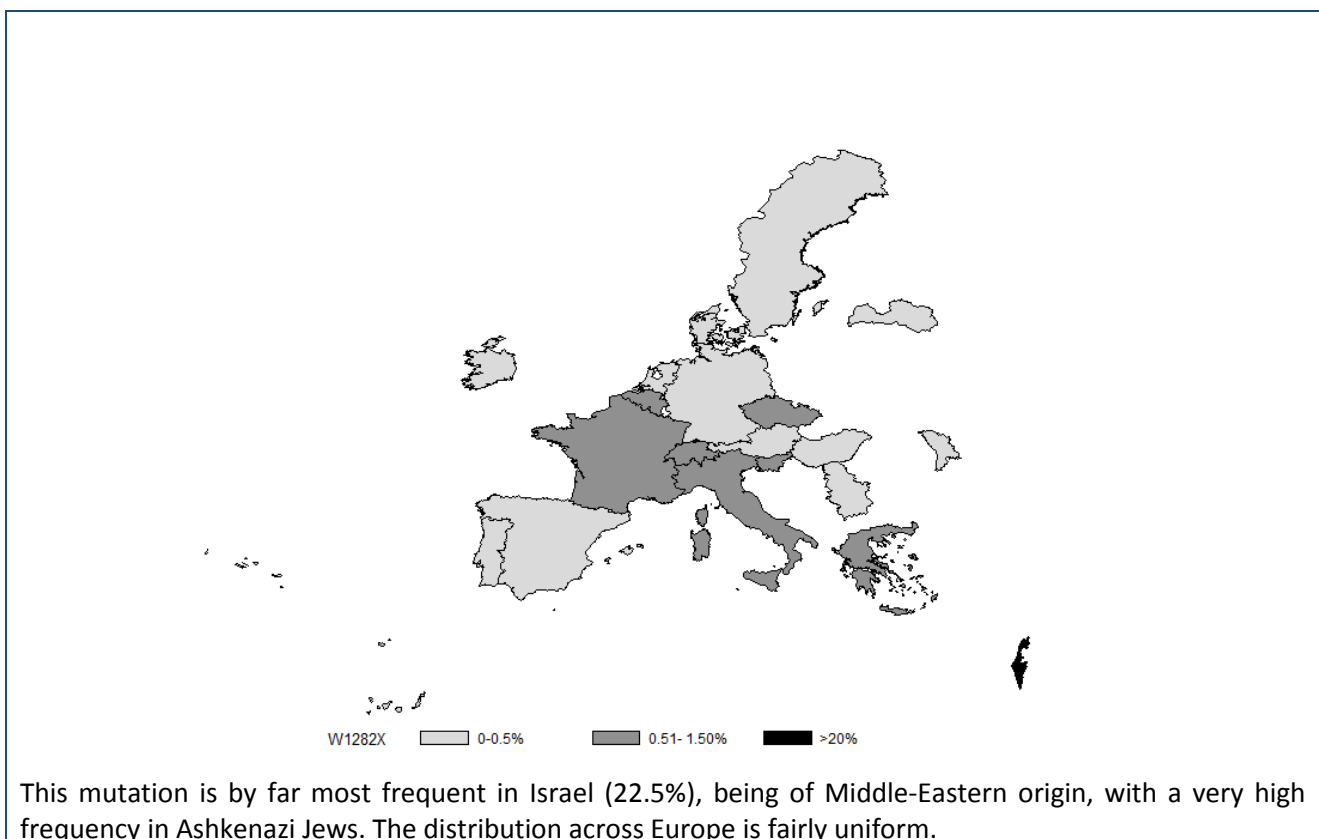 W1282X 0-0.5% 0.51- 1.50% >20%
This mutation is by far most frequent in Israel (22.5%), being of Middle-Eastern origin, with a very high
frequency in Ashkenazi Jews. The distribution across Europe is fairly uniform.